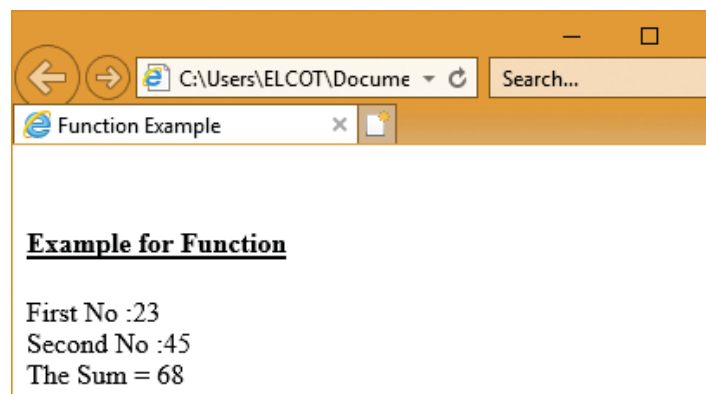 C:\Users\ELCOT\Docume
Search...
Function Example
Example for Function
First No :23
Second No :45
The Sum = 68